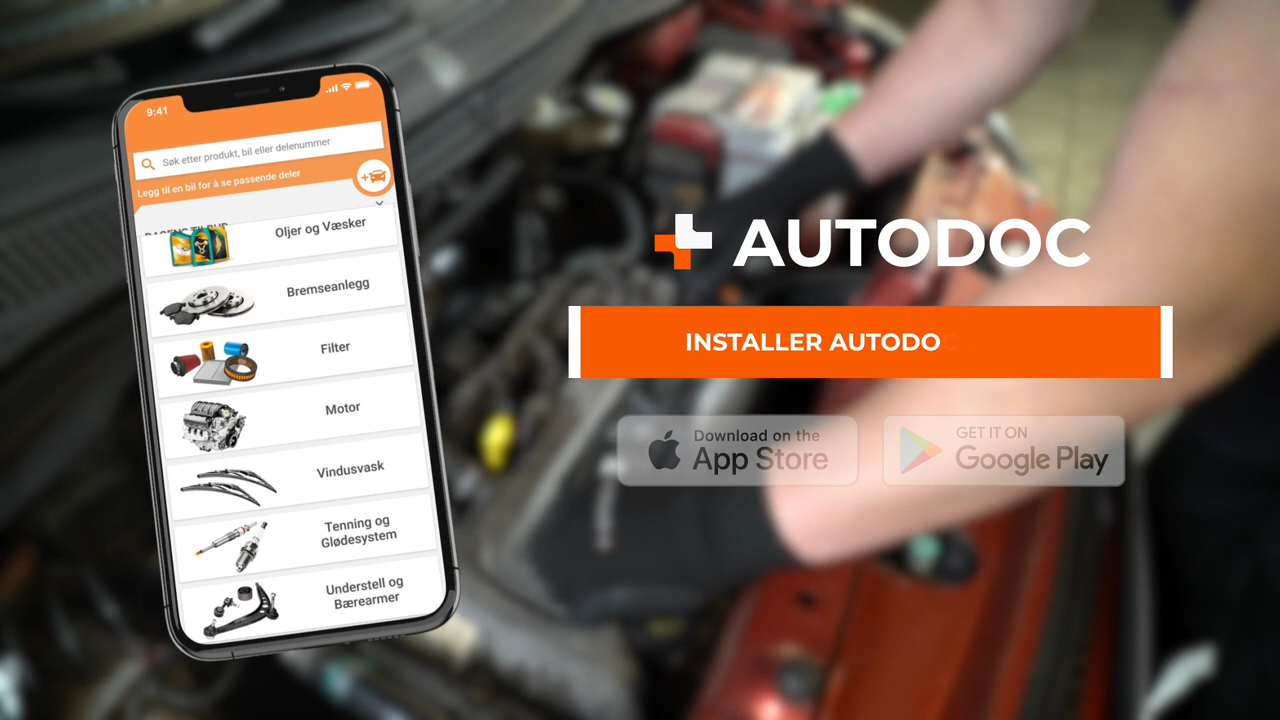 9:41
Søk etter produkt, bil eller delenummer
Legg til en bil for å se passende deler
Oljer og Væsker
Bremseanlegg
Filter
Motor
Vindusvask
Tenning og
Glødesystem
Understell og
Bærearmer
AUTODOC
INSTALLER AUTODO
Download on the
App Store
GET IT ON
Google Play